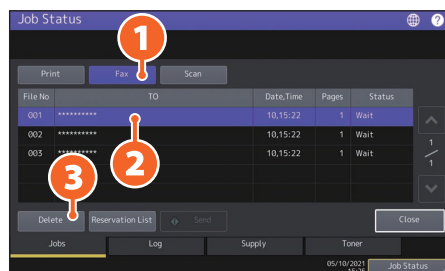 Job Status ?
1
Print Fax Scan
File No TO Date,Time Pages Status
001 ********** 10,15:22 1 Wait
002 ********** 10,15:22 1 Wait
003 ********** 10,15:22 1 Wait
1
/
1
2
3
Delete Reservation List Send Close
Jobs Log Supply Toner
05/10/2021
15:25 Job Status